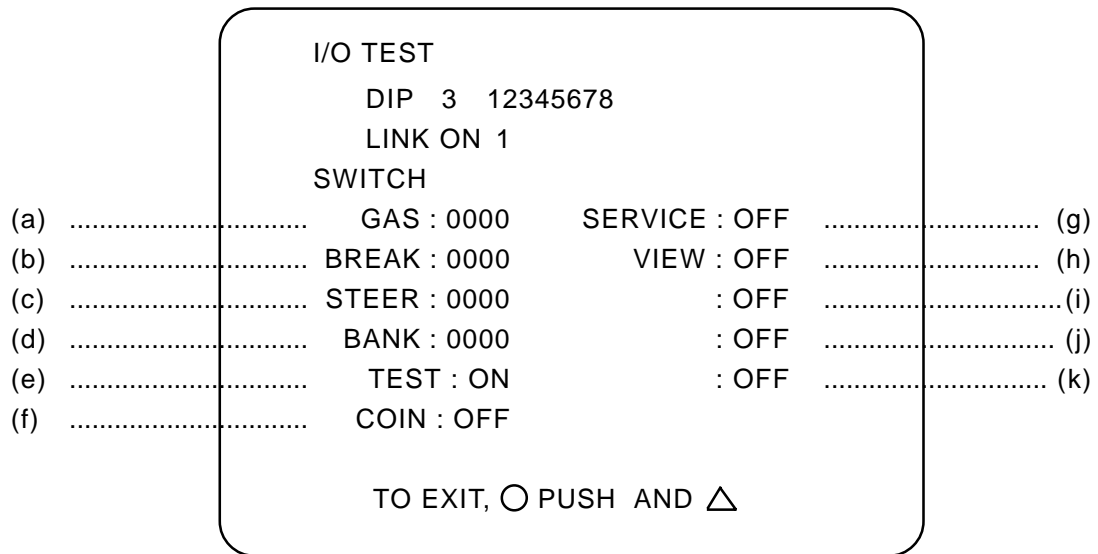 I/O TEST
DIP 3 12345678
LINK ON 1
SWITCH
(a) ................................ GAS : 0000 SERVICE : OFF ............................. (g)
(b) ................................ BREAK : 0000 VIEW : OFF ............................. (h)
(c) ................................ STEER : 0000 : OFF ................................(i)
(d) ................................ BANK : 0000 : OFF ............................... (j)
(e) ................................ TEST : ON : OFF .............................. (k)
(f) ................................ COIN : OFF
TO EXIT, ○ PUSH AND △